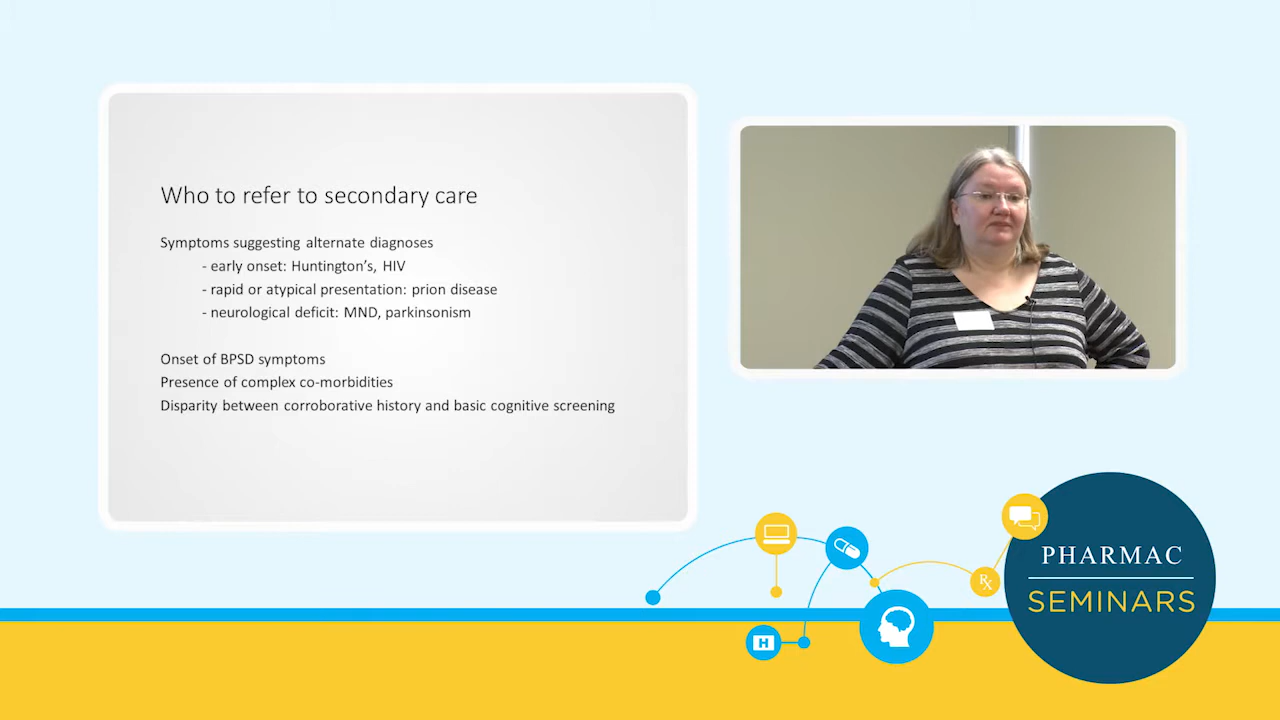 Who to refer to secondary care
Symptoms suggesting alternate diagnoses
- early onset: Huntington's, HIV
- rapid or atypical presentation: prion disease
- neurological deficit: MND, parkinsonism
Onset of BPSD symptoms
Presence of complex co-morbidities
Disparity between corroborative history and basic cognitive screening
Rx
H
PHARMAC
SEMINARS